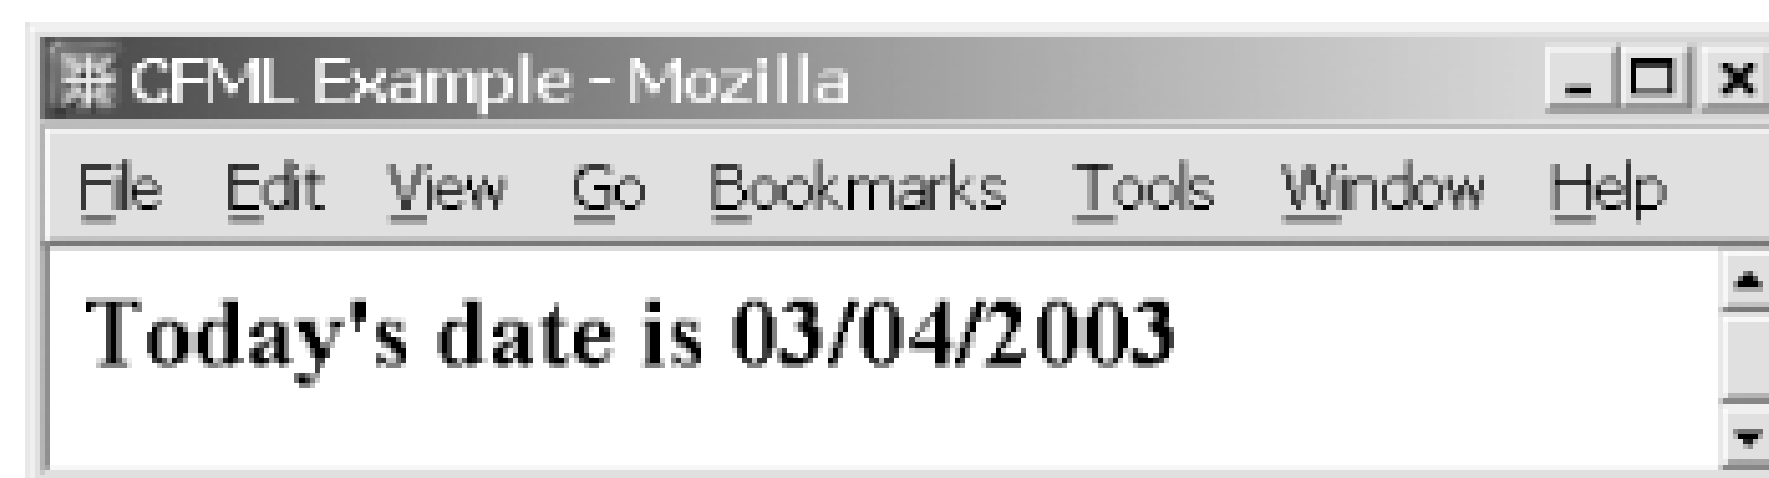 CFML Example - Mozilla
File Edit View Go Bookmarks Tools Window Help
Today's date is 03/04/2003